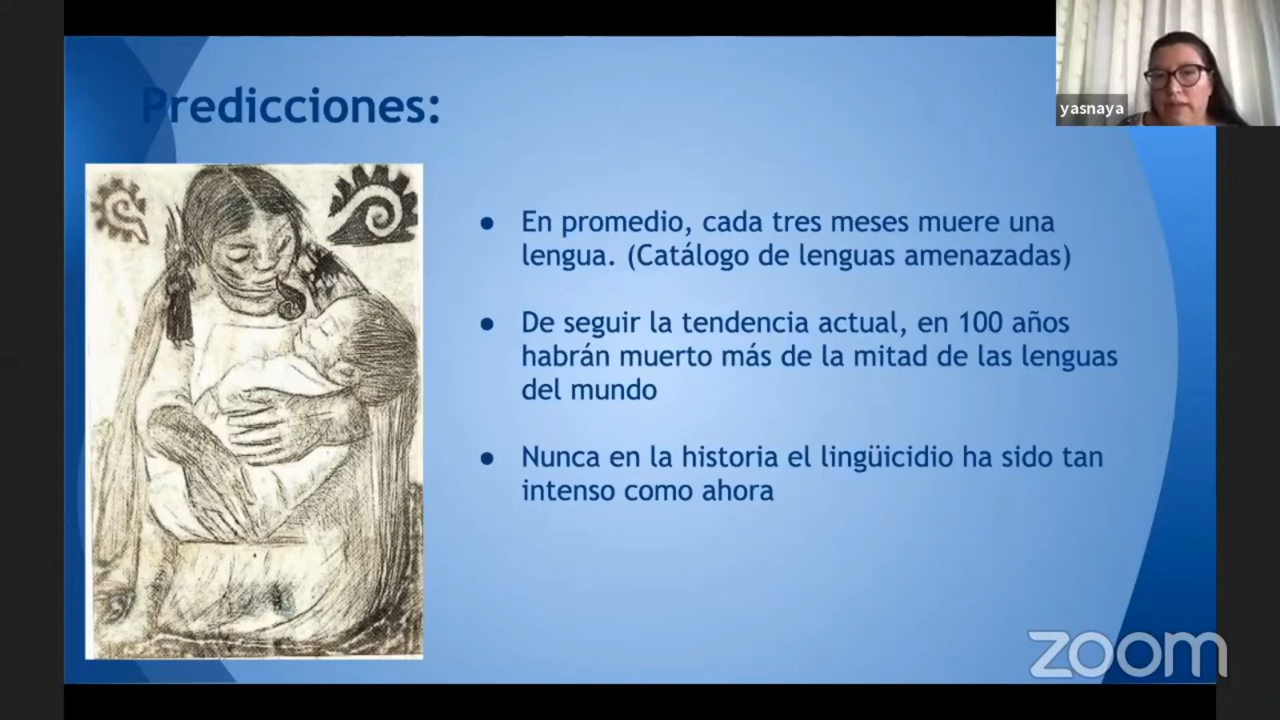 yasnaya
Predicciones:
● En promedio, cada tres meses muere una
lengua. (Catálogo de lenguas amenazadas)
● De seguir la tendencia actual, en 100 años
habrán muerto más de la mitad de las lenguas
del mundo
● Nunca en la historia el lingüicidio ha sido tan
intenso como ahora
zoom